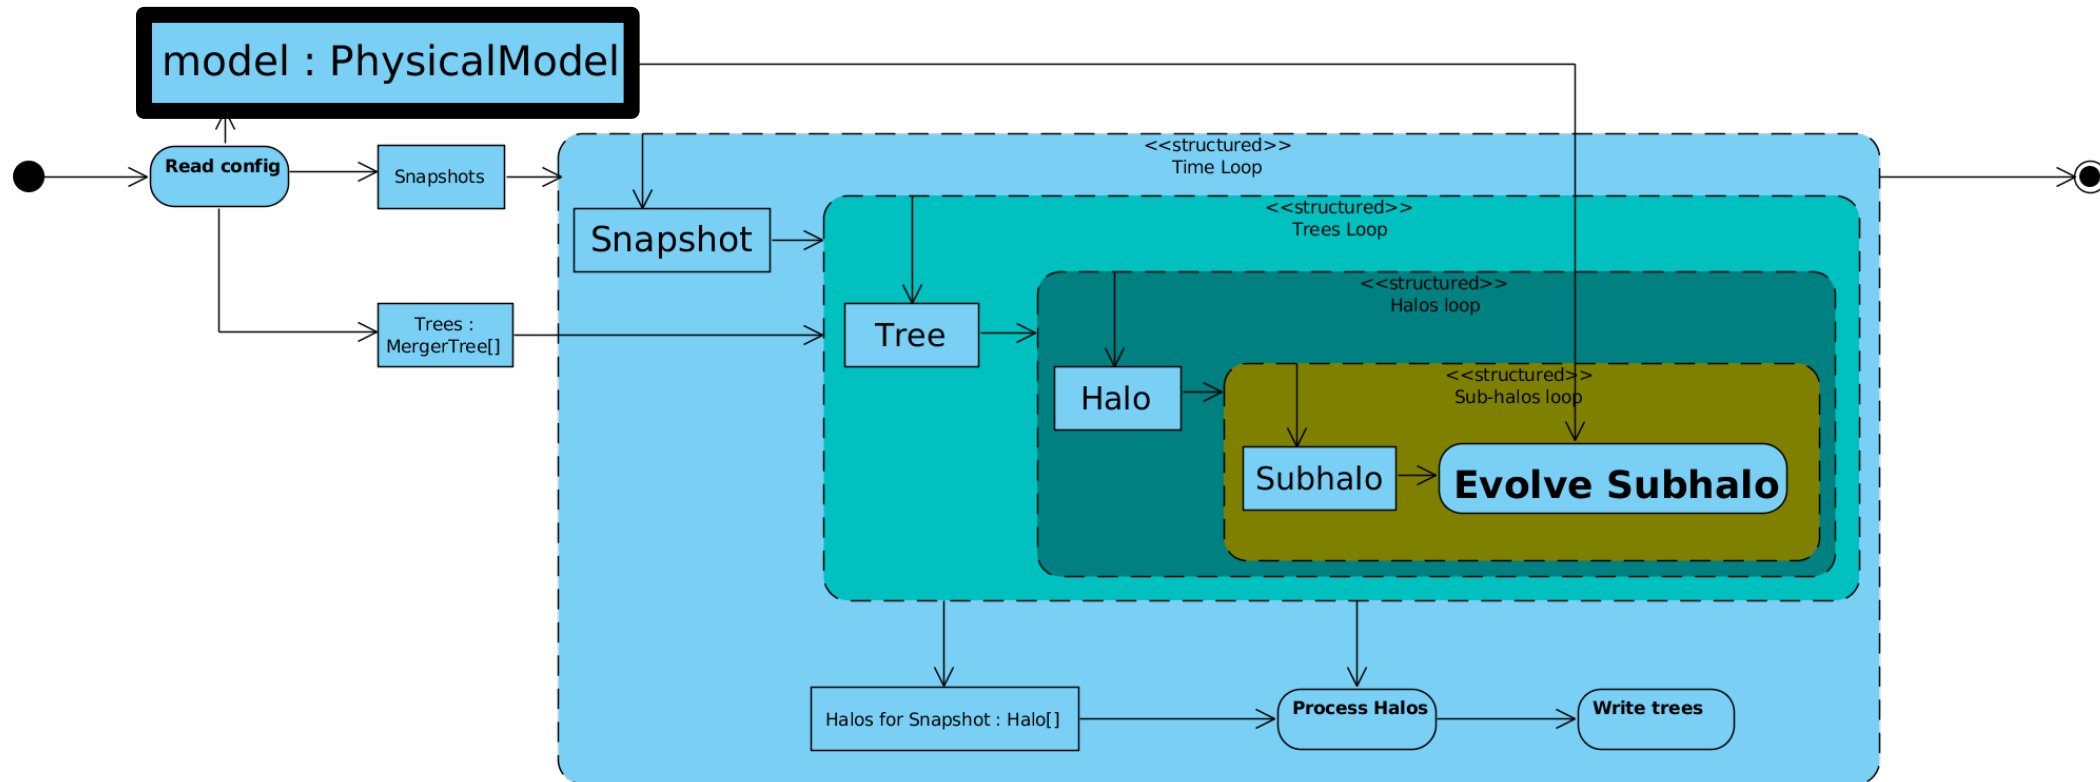 model : PhysicalModel
Read config
Snapshots
Trees :
MergerTree[]
<<structured>>
Time Loop
Snapshot
<<structured>>
Trees Loop
Tree
<<structured>>
Halos loop
Halo
<<structured>>
Sub-halos loop
Subhalo
Evolve Subhalo
Halos for Snapshot : Halo[]
Process Halos
Write trees